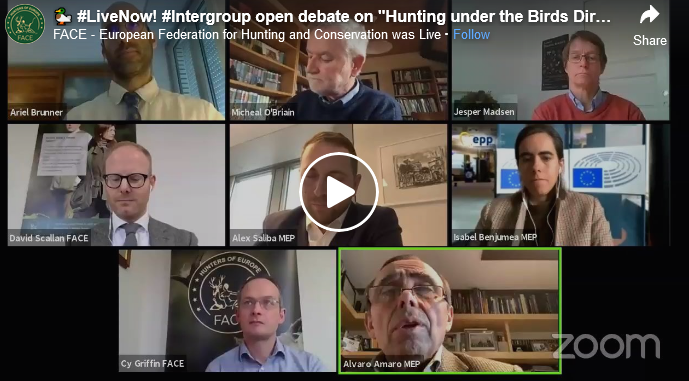 #LiveNow! #Intergroup open debate on "Hunting under the Birds Dir...
FACE - European Federation for Hunting and Conservation was Live · Follow
Share
FACE
Ariel Brunner
Micheal O'Briain
Jesper Madsen
epp
David Scallan FACE
Alex Saliba MEP
Isabel Benjumea MEP
HUNTERS OF EUROPE
FACE
Cy Griffin FACE
Alvaro Amaro MEP
zoom